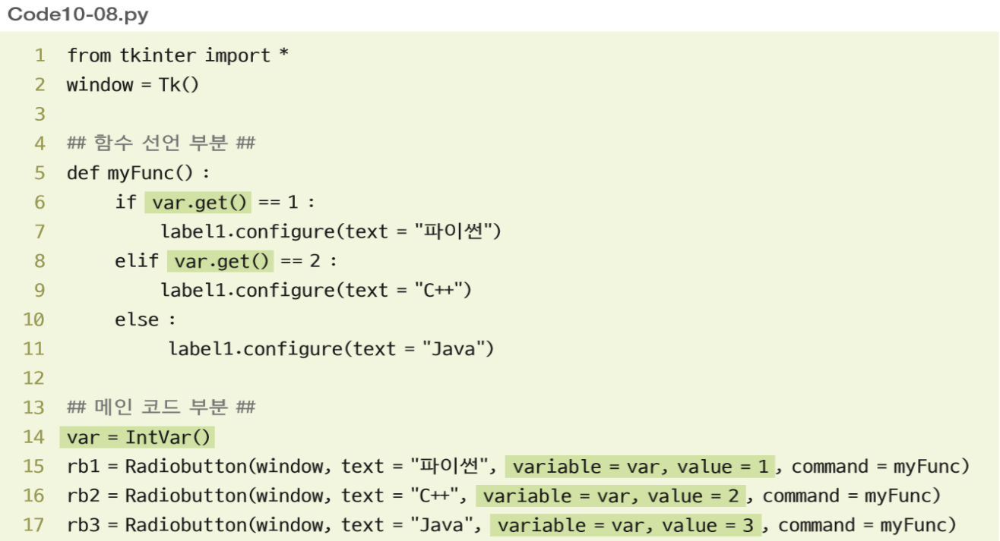 Code10-08.py
1 from tkinter import *
2 window = Tk()
3
4 ## 함수 선언 부분 ##
5 def myFunc() :
6 if var.get() == 1 :
7 label1.configure(text = "파이썬")
8 elif var.get() == 2 :
9 label1.configure(text = "C++")
10 else :
11 label1.configure(text = "Java")
12
13 ## 메인 코드 부분 ##
14 var = IntVar()
15 rb1 = Radiobutton(window, text = "파이썬", variable = var, value = 1, command = myFunc)
16 rb2 = Radiobutton(window, text = "C++", variable = var, value = 2, command = myFunc)
17 rb3 = Radiobutton(window, text = "Java", variable = var, value = 3, command = myFunc)